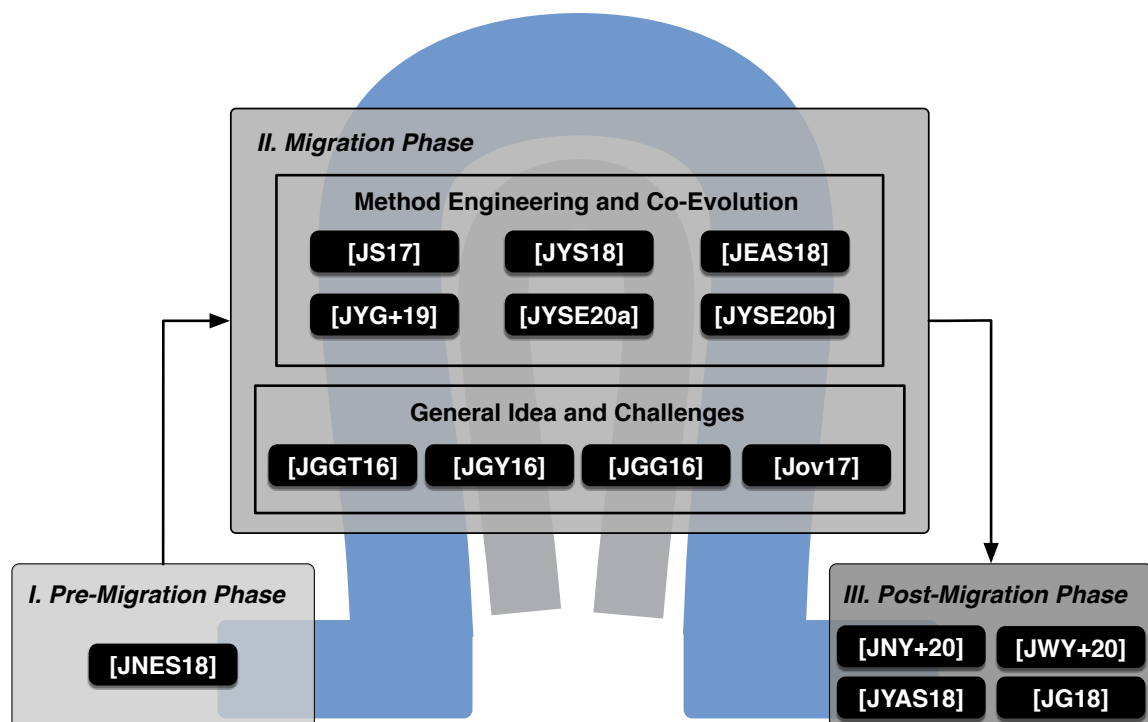 II. Migration Phase
Method Engineering and Co-Evolution
[JS17] [JYS18] [JEAS18]
[JYG+19] [JYSE20a] [JYSE20b]
General Idea and Challenges
[JGGT16] [JGY16] [JGG16] [Jov17]
I. Pre-Migration Phase
[JNES18]
III. Post-Migration Phase
[JNY+20] [JWY+20]
[JYAS18] [JG18]